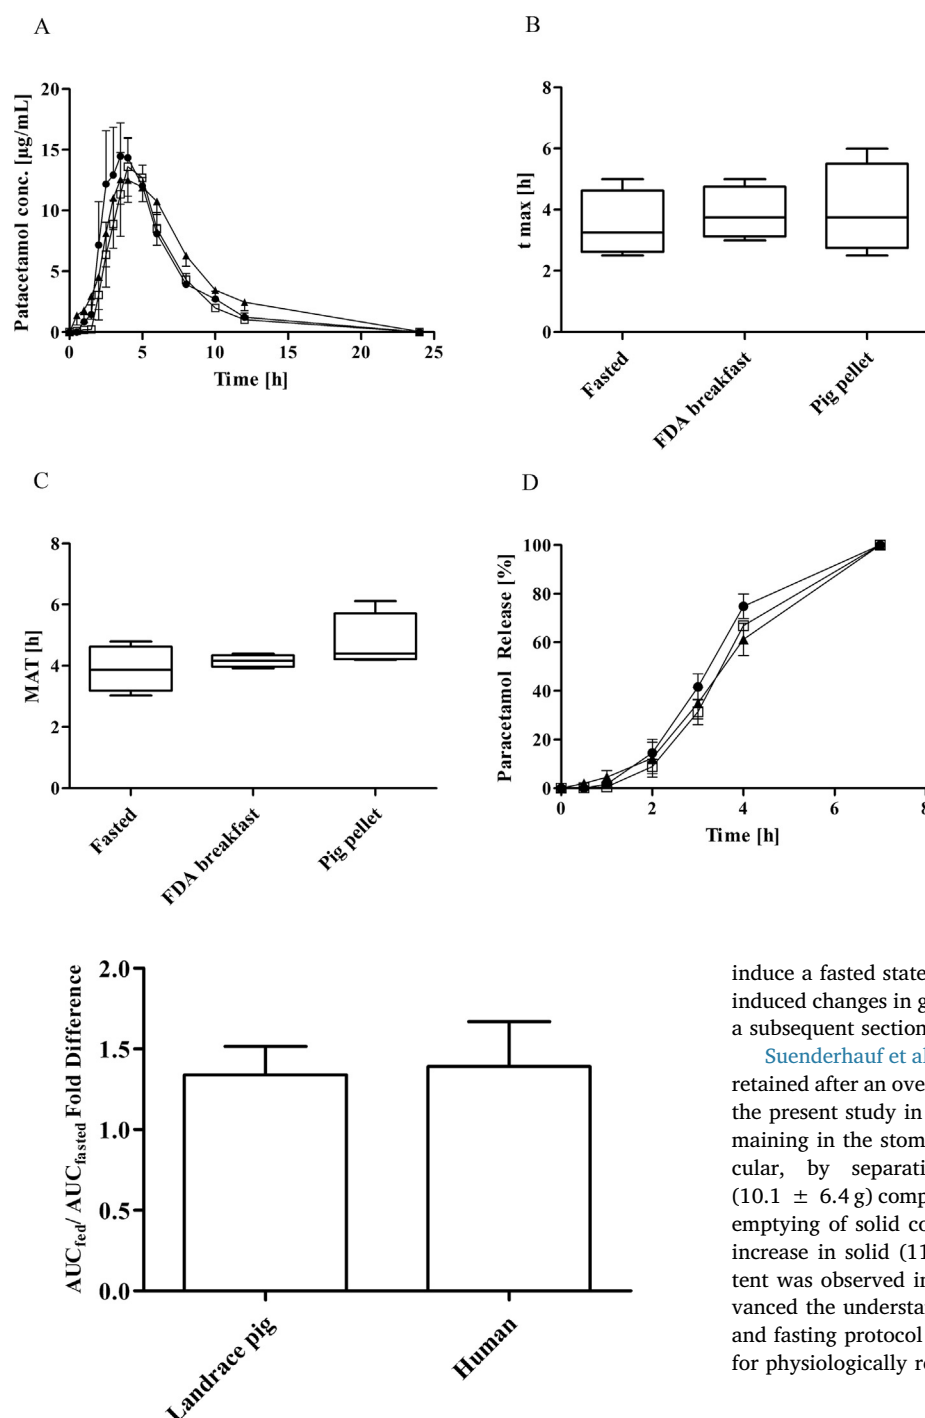 A
Patacetamol conc. [µg/mL]
20
15
10
5
0
0 5 10 15 20 25
Time [h]
B
t max [h]
8
6
4
2
0
Fasted
FDA breakfast
Pig pellet
C
MAT [h]
8
6
4
2
0
Fasted
FDA breakfast
Pig pellet
D
Paracetamol Release [%]
100
80
60
40
20
0
0 2 4 6 8
Time [h]
AUCfed/ AUCfasted Fold Difference
2.0
1.5
1.0
0.5
0.0
Landrace pig
Human
induce a fasted state
induced changes in g
a subsequent section
Suenderhauf et al
retained after an ove
the present study in
maining in the stom
cular, by separati
(10.1 ± 6.4 g) comp
emptying of solid co
increase in solid (11
tent was observed in
vanced the understa
and fasting protocol
for physiologically re